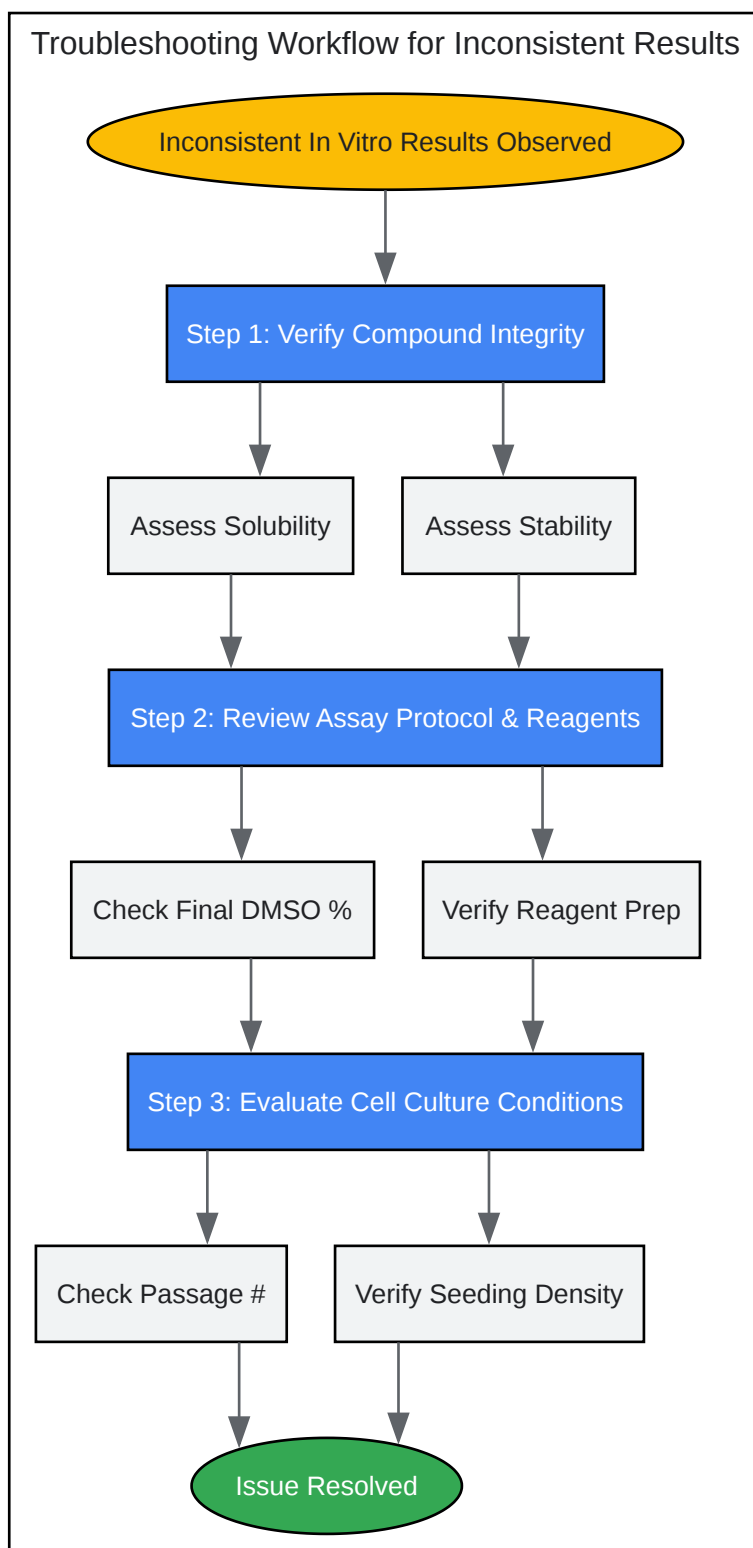 Troubleshooting Workflow for Inconsistent Results
Inconsistent In Vitro Results Observed
Step 1: Verify Compound Integrity
Assess Solubility
Assess Stability
Step 2: Review Assay Protocol & Reagents
Check Final DMSO %
Verify Reagent Prep
Step 3: Evaluate Cell Culture Conditions
Check Passage #
Verify Seeding Density
Issue Resolved